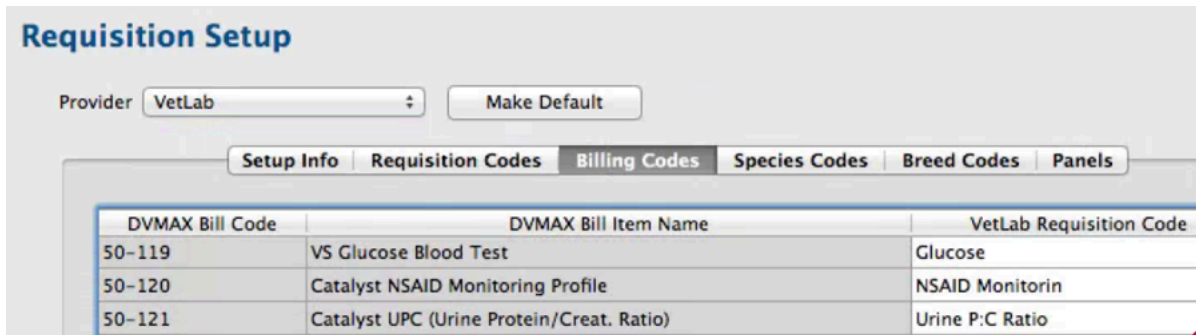 Requisition Setup
Provider VetLab Make Default
Setup Info Requisition Codes Billing Codes Species Codes Breed Codes Panels
DVMAX Bill Code DVMAX Bill Item Name VetLab Requisition Code
50-119 VS Glucose Blood Test Glucose
50-120 Catalyst NSAID Monitoring Profile NSAID Monitorin
50-121 Catalyst UPC (Urine Protein/Creat. Ratio) Urine P:C Ratio